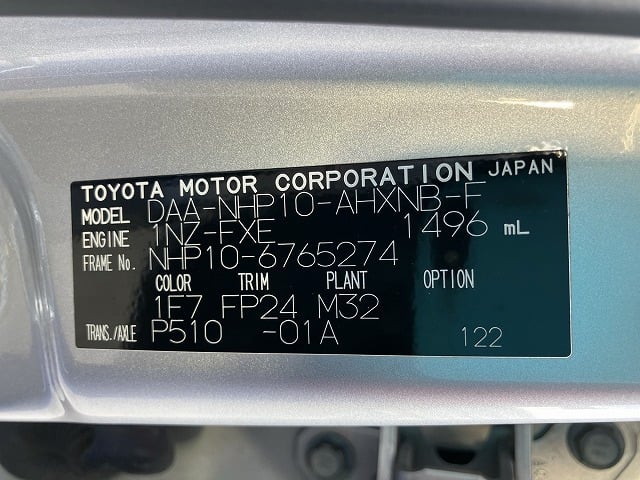 TOYOTA MOTOR CORPORATION JAPAN
MODEL DAA-NHP10-AHXNB-F
ENGINE 1NZ-FXE 1496 mL
FRAME No. NHP10-6765274
COLOR TRIM PLANT OPTION
1F7 FP24 M32
TRANS./AXLE P510 -01A 122